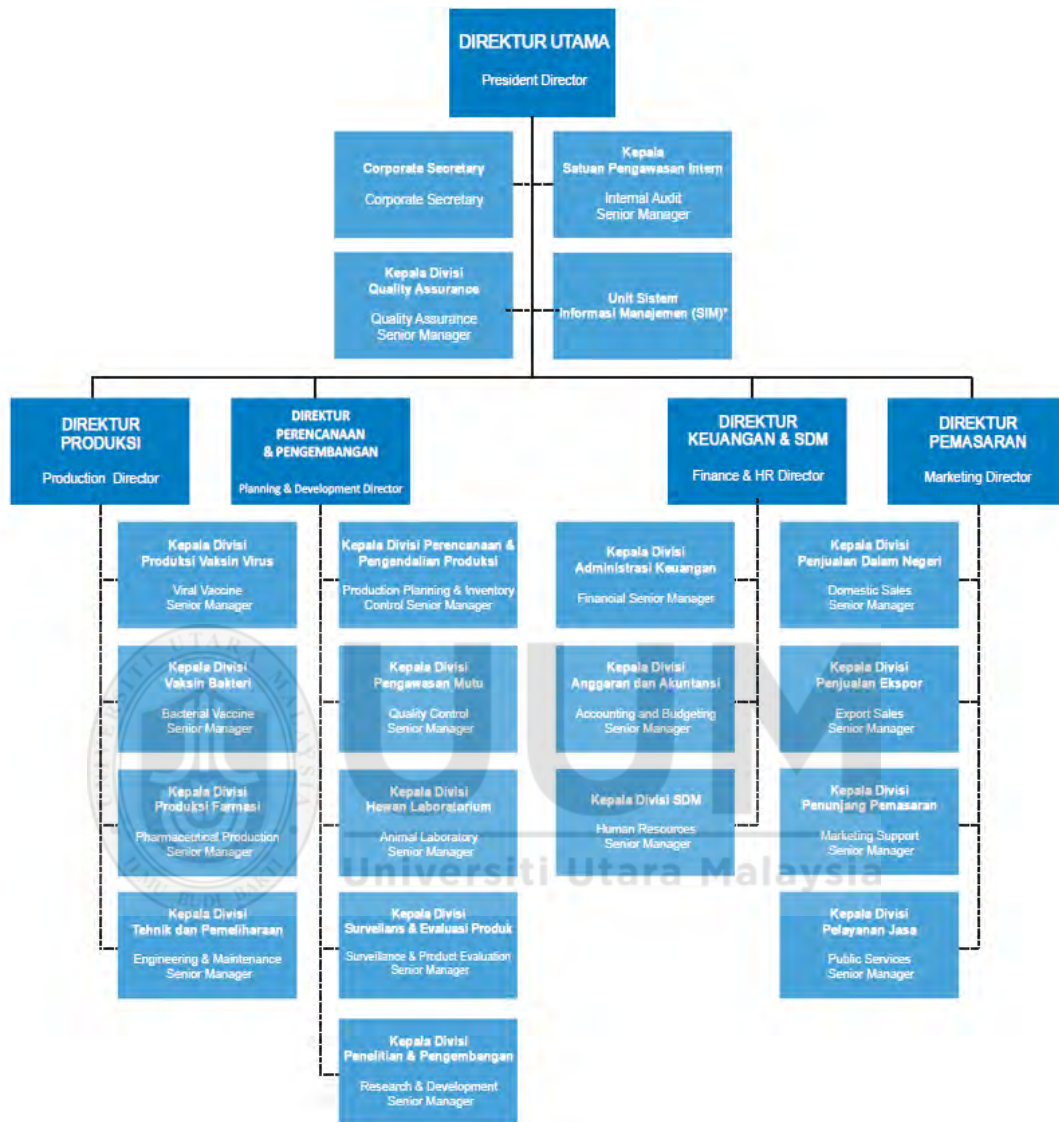 DIREKTUR UTAMA
President Director
Corporate Secretary
Corporate Secretary
Kepala
Satuan Pengawasan Intern
Internal Audit
Senior Manager
Kepala Divisi
Quality Assurance
Quality Assurance
Senior Manager
Unit Sistem
Informasi Manajemen (SIM)*
DIREKTUR
PRODUKSI
Production Director
DIREKTUR
PERENCANAAN
& PENGEMBANGAN
Planning & Development Director
DIREKTUR
KEUANGAN & SDM
Finance & HR Director
DIREKTUR
PEMASARAN
Marketing Director
Kepala Divisi
Produksi Vaksin Virus
Viral Vaccine
Senior Manager
Kepala Divisi
Vaksin Bakteri
Bacterial Vaccine
Senior Manager
Kepala Divisi
Produksi Farmasi
Pharmaceutical Production
Senior Manager
Kepala Divisi
Tehnik dan Pemeliharaan
Engineering & Maintenance
Senior Manager
Kepala Divisi Perencanaan &
Pengendalian Produksi
Production Planning & Inventory
Control Senior Manager
Kepala Divisi
Pengawasan Mutu
Quality Control
Senior Manager
Kepala Divisi
Hewan Laboratorium
Animal Laboratory
Senior Manager
Kepala Divisi
Surveilans & Evaluasi Produk
Surveillance & Product Evaluation
Senior Manager
Kepala Divisi
Penelitian & Pengembangan
Research & Development
Senior Manager
Kepala Divisi
Administrasi Keuangan
Financial Senior Manager
Kepala Divisi
Anggaran dan Akuntansi
Accounting and Budgeting
Senior Manager
Kepala Divisi SDM
Human Resources
Senior Manager
Kepala Divisi
Penjualan Dalam Negeri
Domestic Sales
Senior Manager
Kepala Divisi
Penjualan Ekspor
Export Sales
Senior Manager
Kepala Divisi
Penunjang Pemasaran
Marketing Support
Senior Manager
Kepala Divisi
Pelayanan Jasa
Public Services
Senior Manager
UUM
Universiti Utara Malaysia
UNIVERSITI UTARA MALAYSIA
BUDI BAKTI